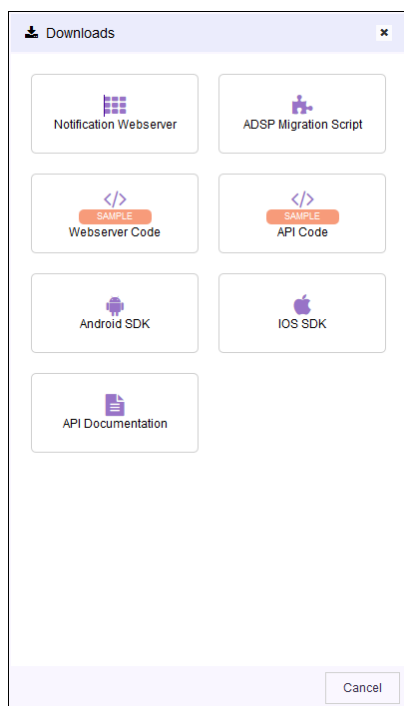 Downloads
Notification Webserver
ADSP Migration Script
SAMPLE
Webserver Code
SAMPLE
API Code
Android SDK
IOS SDK
API Documentation
Cancel